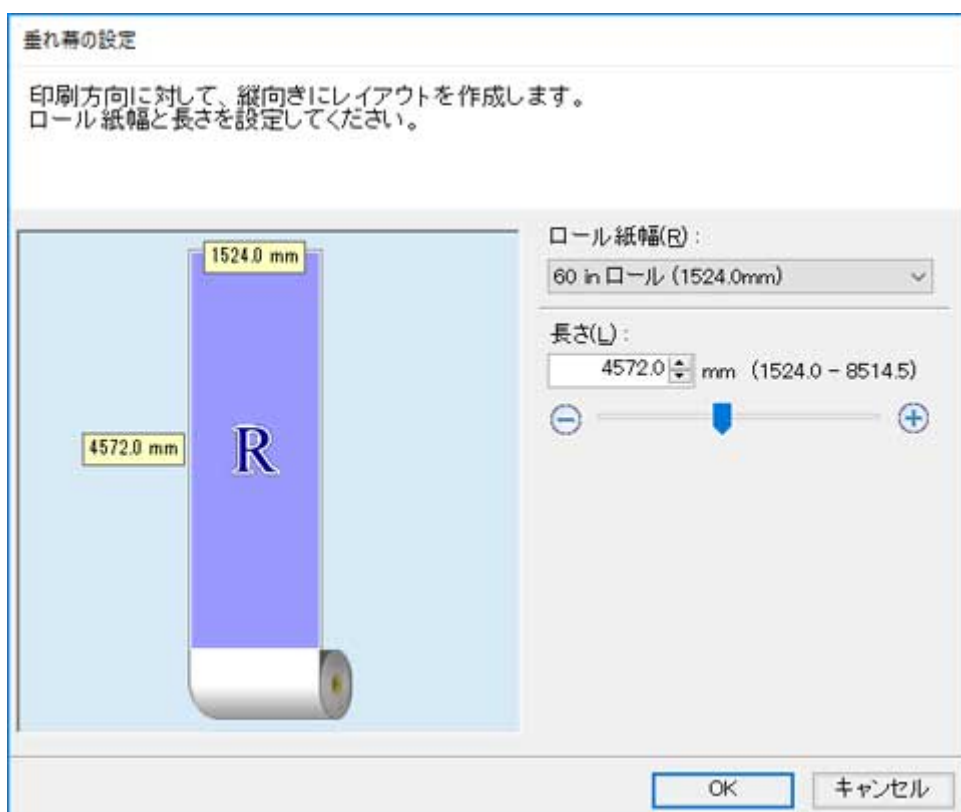 垂れ幕の設定
印刷方向に対して、縦向きにレイアウトを作成します。
ロール紙幅と長さを設定してください。
1524.0 mm
4572.0 mm
R
ロール紙幅(R) :
60 in ロール (1524.0mm)
長さ(L) :
4572.0 mm (1524.0 - 8514.5)
OK
キャンセル